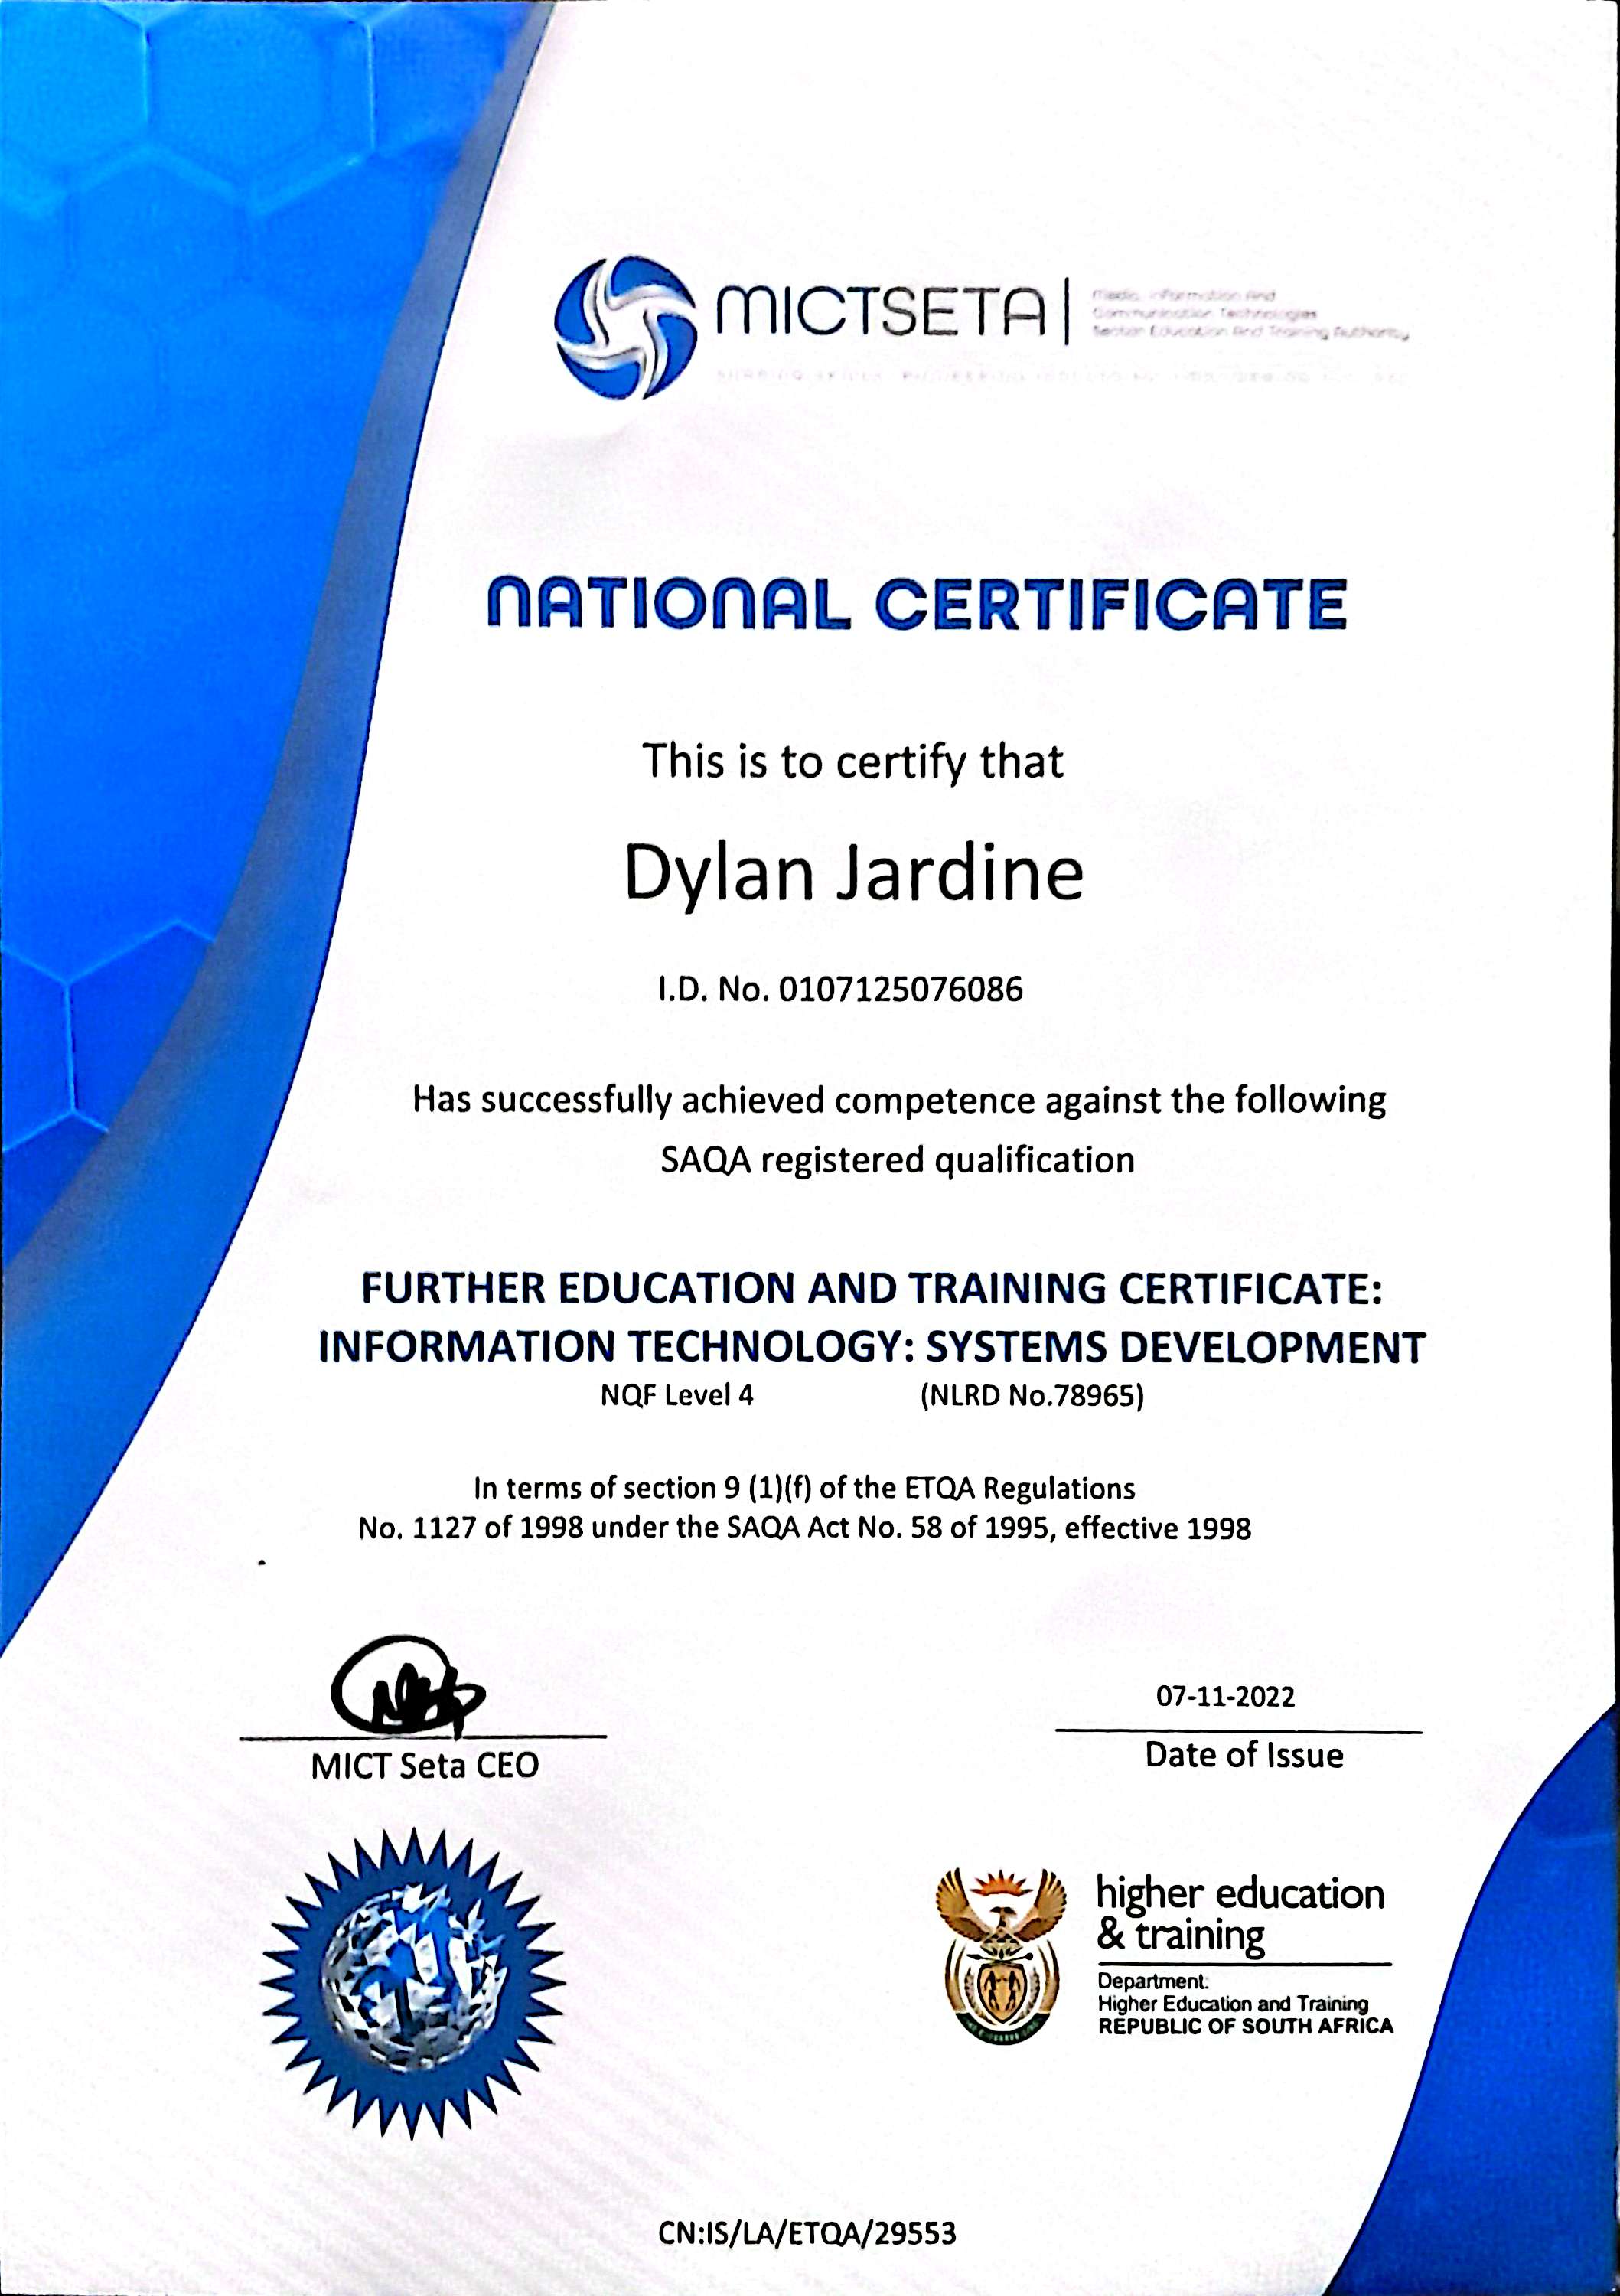 MICTSETA
Media, Information And
Communication Technologies
Sector Education And Training Authority
NATIONAL CERTIFICATE
This is to certify that
Dylan Jardine
I.D. No. 0107125076086
Has successfully achieved competence against the following
SAQA registered qualification
FURTHER EDUCATION AND TRAINING CERTIFICATE:
INFORMATION TECHNOLOGY: SYSTEMS DEVELOPMENT
NQF Level 4 (NLRD No.78965)
In terms of section 9 (1)(f) of the ETQA Regulations
No. 1127 of 1998 under the SAQA Act No. 58 of 1995, effective 1998
MICT Seta CEO
07-11-2022
Date of Issue
higher education
& training
Department:
Higher Education and Training
REPUBLIC OF SOUTH AFRICA
CN:IS/LA/ETQA/29553